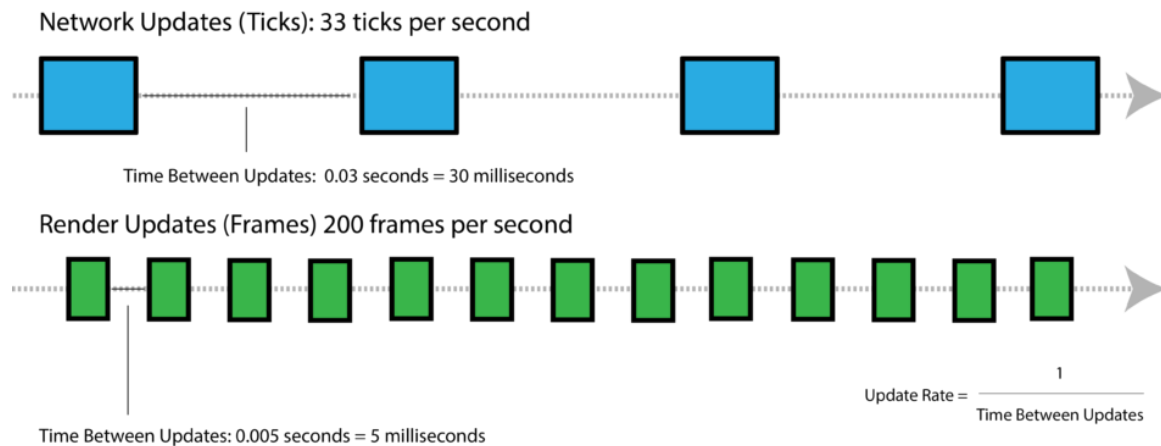 Network Updates (Ticks): 33 ticks per second
Time Between Updates:  0.03 seconds = 30 milliseconds
Render Updates (Frames) 200 frames per second
Update Rate =
1
Time Between Updates
Time Between Updates: 0.005 seconds = 5 milliseconds